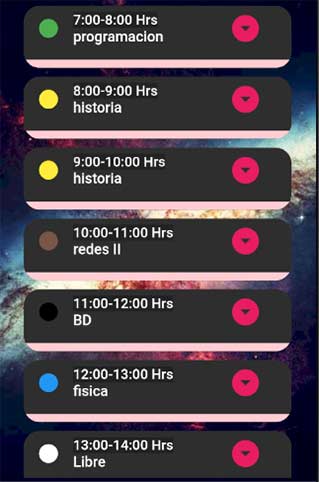 7:00-8:00 Hrs
programacion
8:00-9:00 Hrs
historia
9:00-10:00 Hrs
historia
10:00-11:00 Hrs
redes II
11:00-12:00 Hrs
BD
12:00-13:00 Hrs
fisica
13:00-14:00 Hrs
Libre